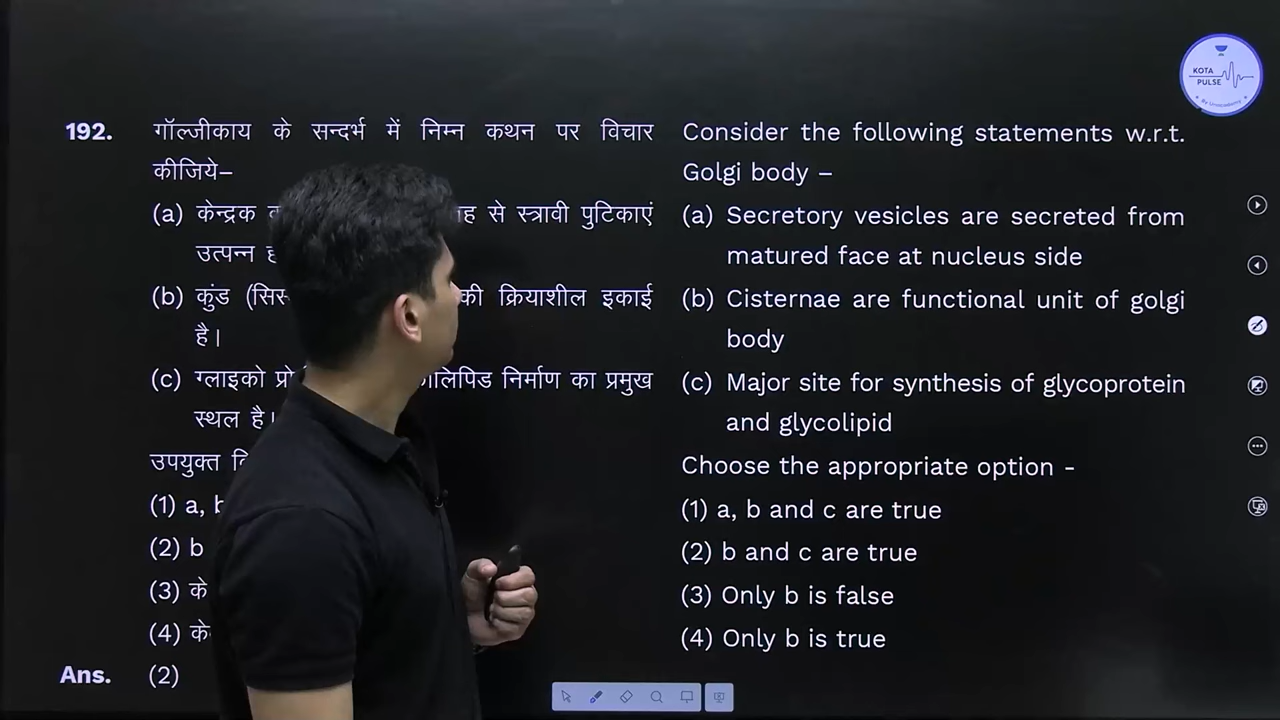 KOTA
PULSE
By Unacademy
192. गॉल्जीकाय के सन्दर्भ में निम्न कथन पर विचार
कीजिये–
(a) केन्द्रक से स्त्रावी पुटिकाएं
उत्पन्न
(b) कुंड की क्रियाशील इकाई
है।
(c) ग्लाइको निर्माण का प्रमुख
स्थल है।
उपयुक्त
(1) a,
(2) b
(3)
(4)
Ans. (2)
Consider the following statements w.r.t.
Golgi body –
(a) Secretory vesicles are secreted from
matured face at nucleus side
(b) Cisternae are functional unit of golgi
body
(c) Major site for synthesis of glycoprotein
and glycolipid
Choose the appropriate option -
(1) a, b and c are true
(2) b and c are true
(3) Only b is false
(4) Only b is true